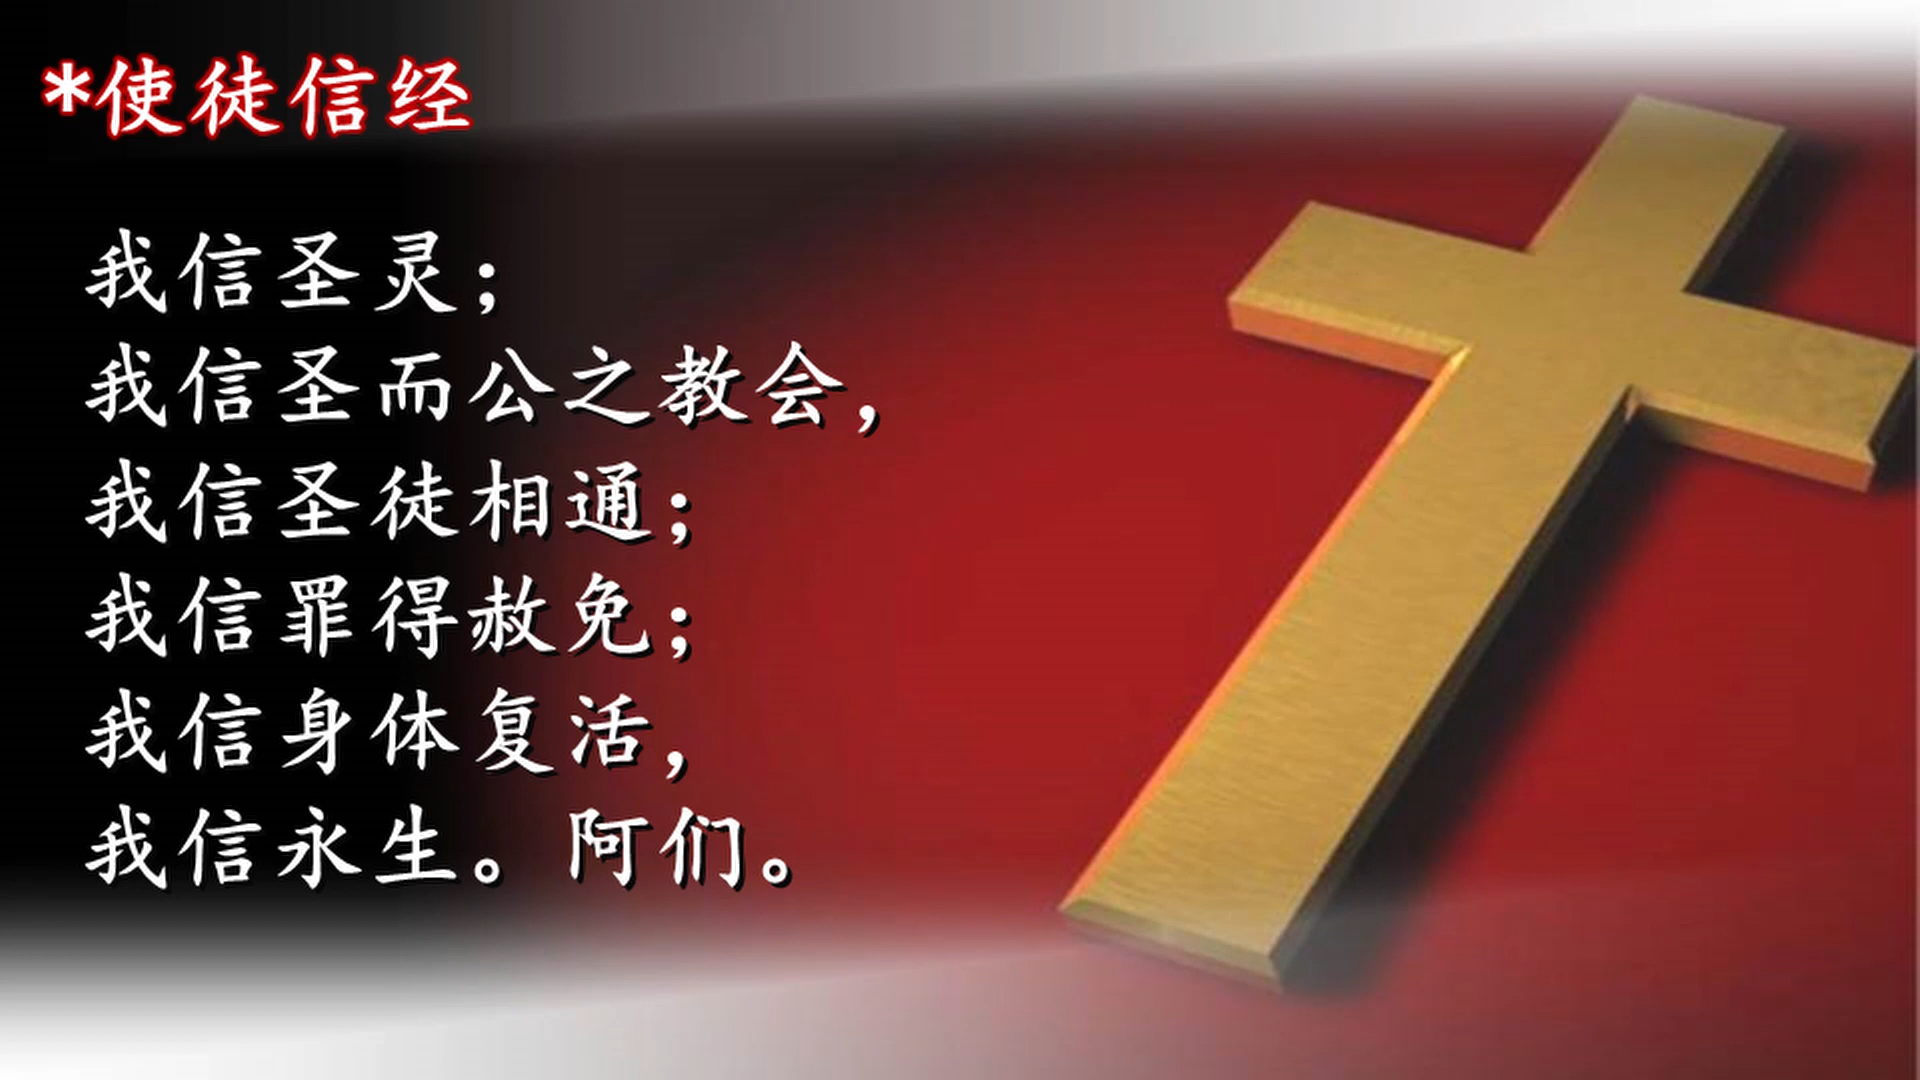 *使徒信经
我信圣灵；
我信圣而公之教会，
我信圣徒相通；
我信罪得赦免；
我信身体复活，
我信永生。阿们。